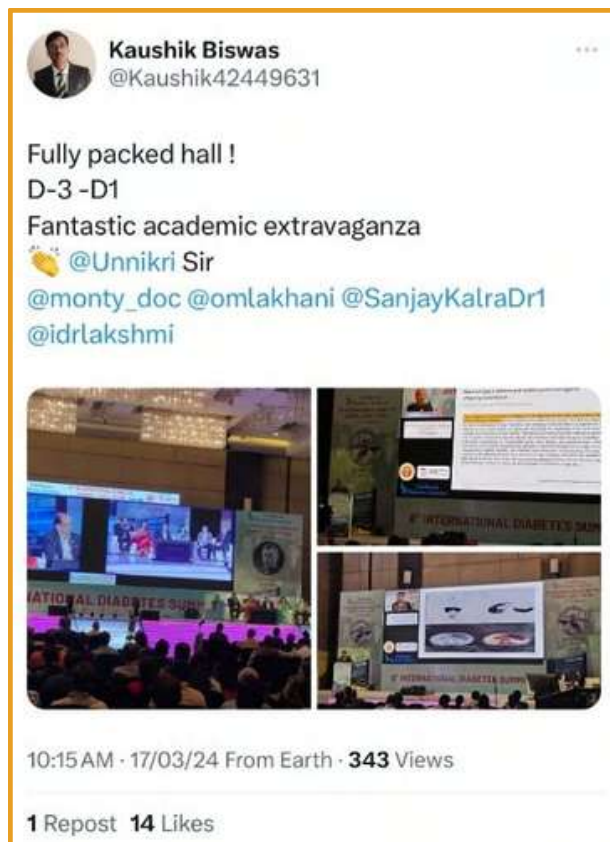 Kaushik Biswas
@Kaushik42449631
Fully packed hall !
D-3 -D1
Fantastic academic extravaganza
👏 @Unnikri Sir
@monty_doc @omlakhani @SanjayKalraDr1
@idrlakshmi
NATIONAL DIABETES SUMM
INTERNATIONAL DIABETES SUM
INTERNATIONAL DIABETES SUMM
10:15 AM · 17/03/24 From Earth · 343 Views
1 Repost 14 Likes